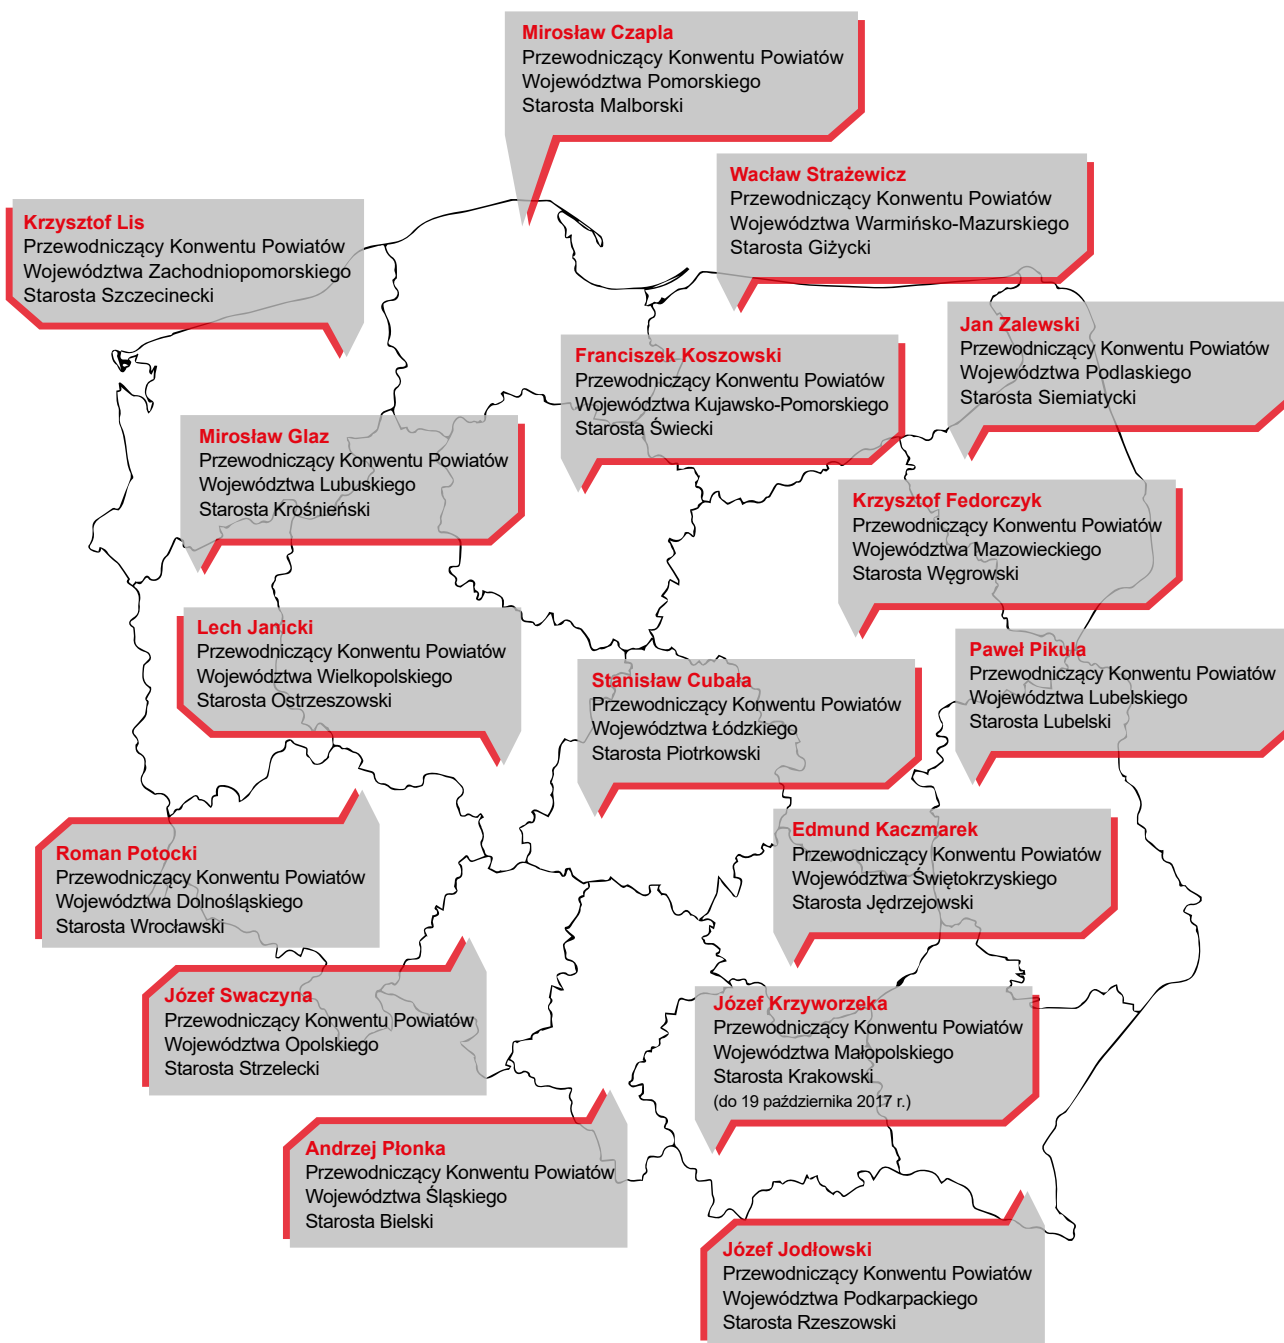 Mirosław Czapla
Przewodniczący Konwentu Powiatów
Województwa Pomorskiego
Starosta Malborski
Wacław Strażewicz
Przewodniczący Konwentu Powiatów
Województwa Warmińsko-Mazurskiego
Starosta Giżycki
Krzysztof Lis
Przewodniczący Konwentu Powiatów
Województwa Zachodniopomorskiego
Starosta Szczecinecki
Jan Zalewski
Przewodniczący Konwentu Powiatów
Województwa Podlaskiego
Starosta Siemiatycki
Franciszek Koszowski
Przewodniczący Konwentu Powiatów
Województwa Kujawsko-Pomorskiego
Starosta Świecki
Mirosław Glaz
Przewodniczący Konwentu Powiatów
Województwa Lubuskiego
Starosta Krośnieński
Krzysztof Fedorczyk
Przewodniczący Konwentu Powiatów
Województwa Mazowieckiego
Starosta Węgrowski
Lech Janicki
Przewodniczący Konwentu Powiatów
Województwa Wielkopolskiego
Starosta Ostrzeszowski
Paweł Pikula
Przewodniczący Konwentu Powiatów
Województwa Lubelskiego
Starosta Lubelski
Stanisław Cubała
Przewodniczący Konwentu Powiatów
Województwa Łódzkiego
Starosta Piotrkowski
Edmund Kaczmarek
Przewodniczący Konwentu Powiatów
Województwa Świętokrzyskiego
Starosta Jędrzejowski
Roman Potocki
Przewodniczący Konwentu Powiatów
Województwa Dolnośląskiego
Starosta Wrocławski
Józef Swaczyna
Przewodniczący Konwentu Powiatów
Województwa Opolskiego
Starosta Strzelecki
Józef Krzyworzeka
Przewodniczący Konwentu Powiatów
Województwa Małopolskiego
Starosta Krakowski
(do 19 października 2017 r.)
Andrzej Płonka
Przewodniczący Konwentu Powiatów
Województwa Śląskiego
Starosta Bielski
Józef Jodłowski
Przewodniczący Konwentu Powiatów
Województwa Podkarpackiego
Starosta Rzeszowski